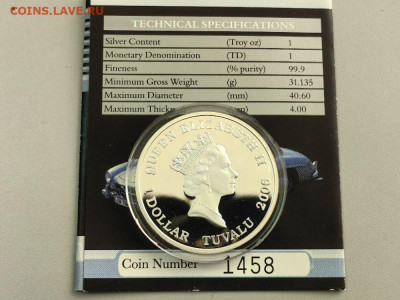 COINS.LAVE.RU
TECHNICAL SPECIFICATIONS
Silver Content (Troy oz) 1
Monetary Denomination (TD) 1
Fineness (% purity) 99.9
Minimum Gross Weight (g) 31.135
Maximum Diameter (mm) 40.60
Maximum Thick (mm) 4.00
QUEEN ELIZABETH II
1 DOLLAR TUVALU 2006
Coin Number 1458